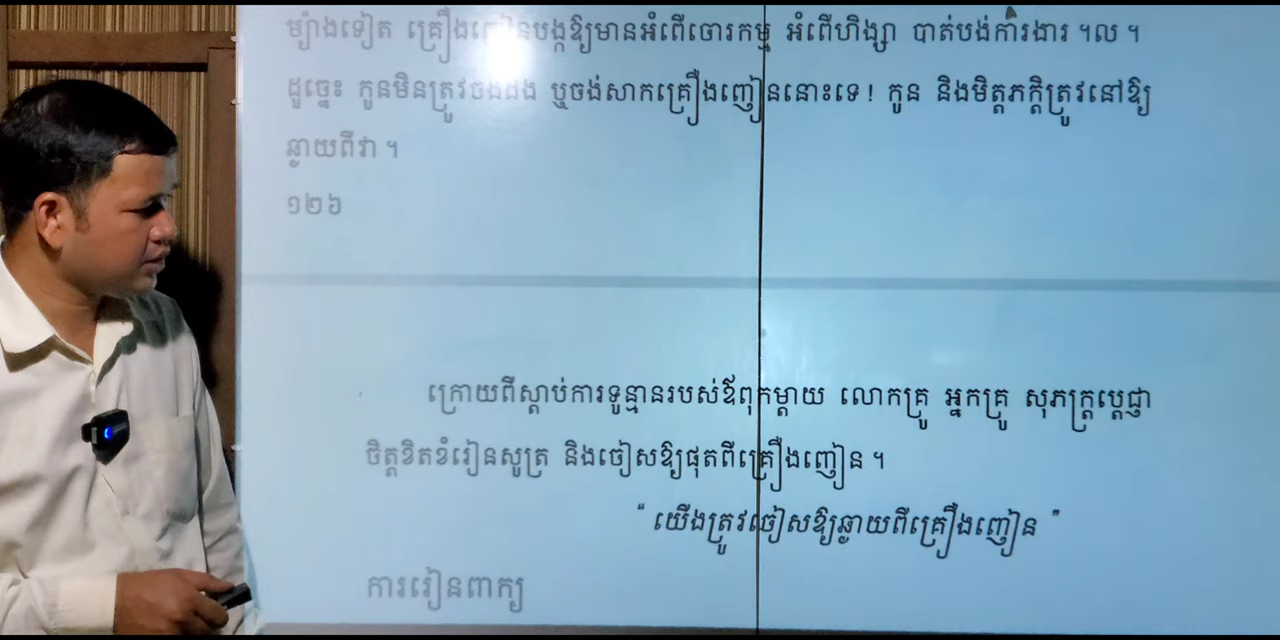 ម្យ៉ាងទៀត គ្រឿងញៀនបង្កឱ្យមានអំពើចោរកម្ម អំពើហិង្សា បាត់បង់ការងារ ។ល ។
ដូច្នេះ កូនមិនត្រូវចង់ដឹង ឬចង់សាកគ្រឿងញៀននោះទេ ! កូន និងមិត្តភក្តិត្រូវនៅឱ្យ
ឆ្ងាយពីវា ។
១២៦
ក្រោយពីស្តាប់ការទូន្មានរបស់ឪពុកម្តាយ លោកគ្រូ អ្នកគ្រូ សុភក្ត្រប្តេជ្ញា
ចិត្តខិតខំរៀនសូត្រ និងចៀសឱ្យផុតពីគ្រឿងញៀន ។
“ យើងត្រូវចៀសឱ្យឆ្ងាយពីគ្រឿងញៀន ”
ការរៀនពាក្យ